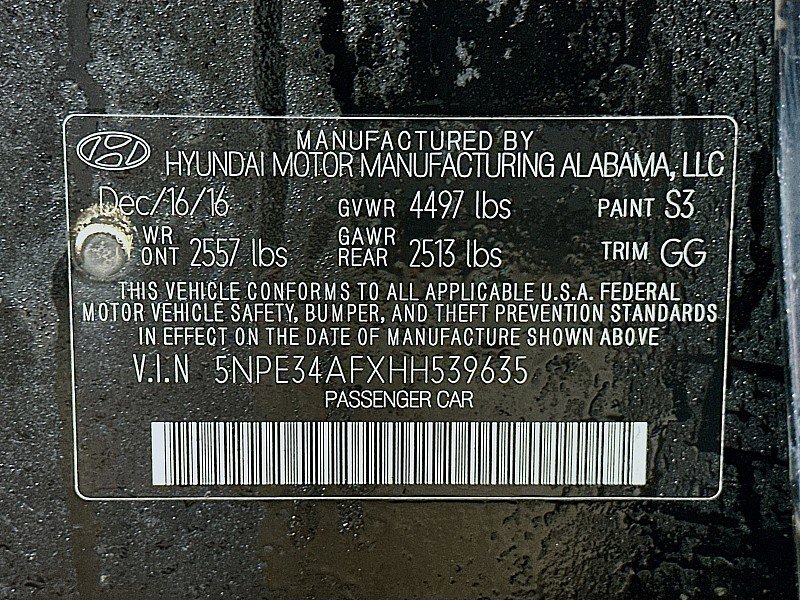 MANUFACTURED BY
HYUNDAI MOTOR MANUFACTURING ALABAMA, LLC
Dec/16/16 GVWR 4497 lbs PAINT S3
WR GAWR
ONT 2557 lbs REAR 2513 lbs TRIM GG
THIS VEHICLE CONFORMS TO ALL APPLICABLE U.S.A. FEDERAL
MOTOR VEHICLE SAFETY, BUMPER, AND THEFT PREVENTION STANDARDS
IN EFFECT ON THE DATE OF MANUFACTURE SHOWN ABOVE
V.I.N 5NPE34AFXHH539635
PASSENGER CAR